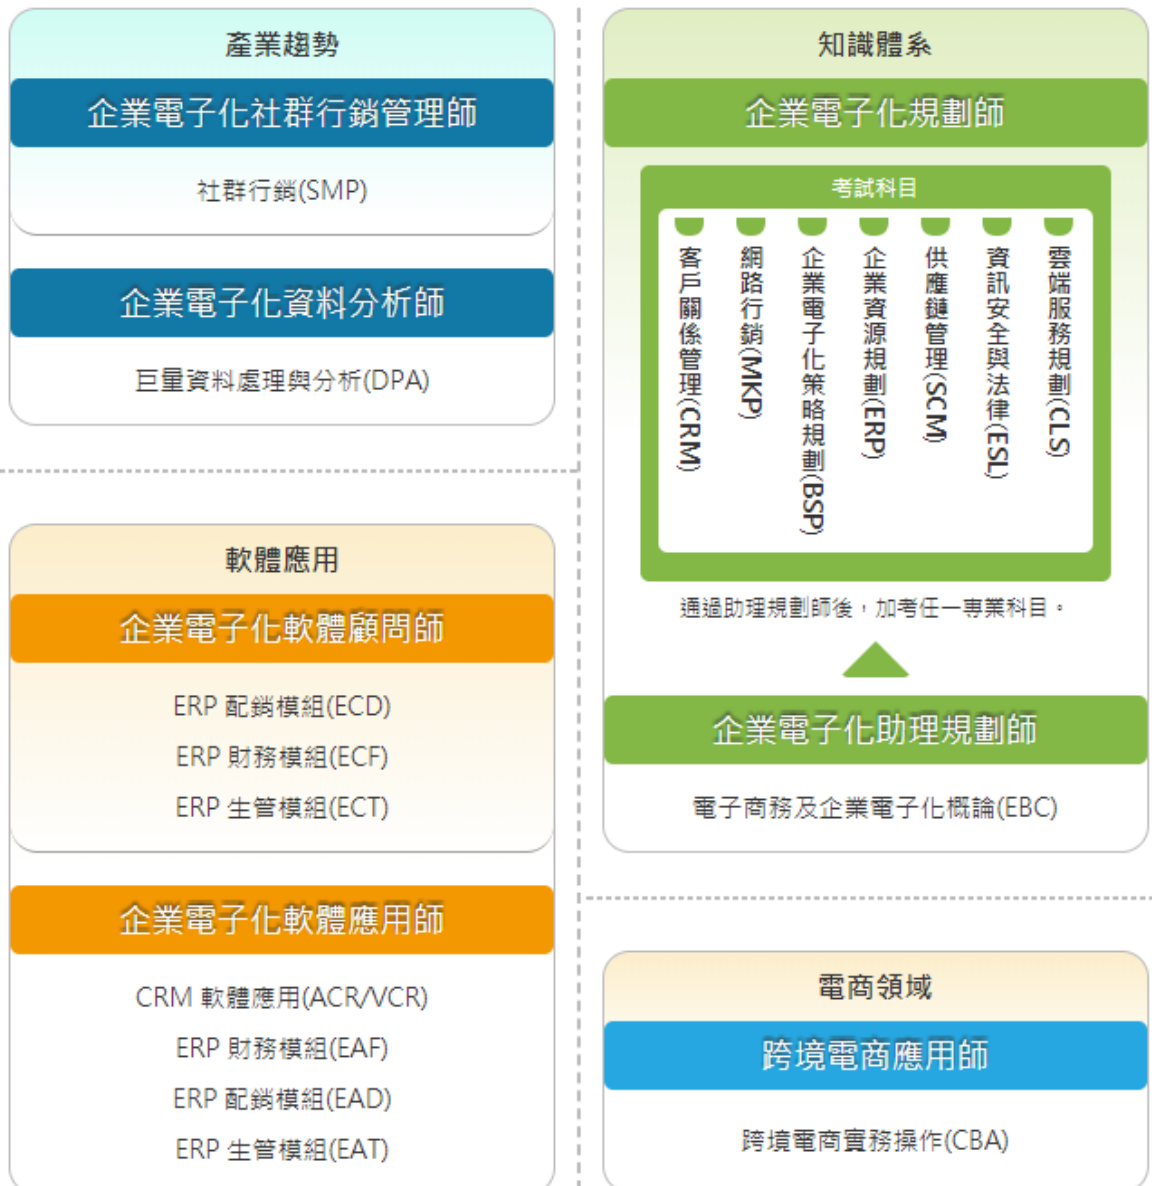 產業趨勢
企業電子化社群行銷管理師
社群行銷(SMP)
企業電子化資料分析師
巨量資料處理與分析(DPA)
軟體應用
企業電子化軟體顧問師
ERP 配銷模組(ECD)
ERP 財務模組(ECF)
ERP 生管模組(ECT)
企業電子化軟體應用師
CRM 軟體應用(ACR/VCR)
ERP 財務模組(EAF)
ERP 配銷模組(EAD)
ERP 生管模組(EAT)
知識體系
企業電子化規劃師
考試科目
客戶關係管理(CRM)
網路行銷(MKP)
企業電子化策略規劃(BSP)
企業資源規劃(ERP)
供應鏈管理(SCM)
資訊安全與法律(ESL)
雲端服務規劃(CLS)
通過助理規劃師後，加考任一專業科目。
企業電子化助理規劃師
電子商務及企業電子化概論(EBC)
電商領域
跨境電商應用師
跨境電商實務操作(CBA)